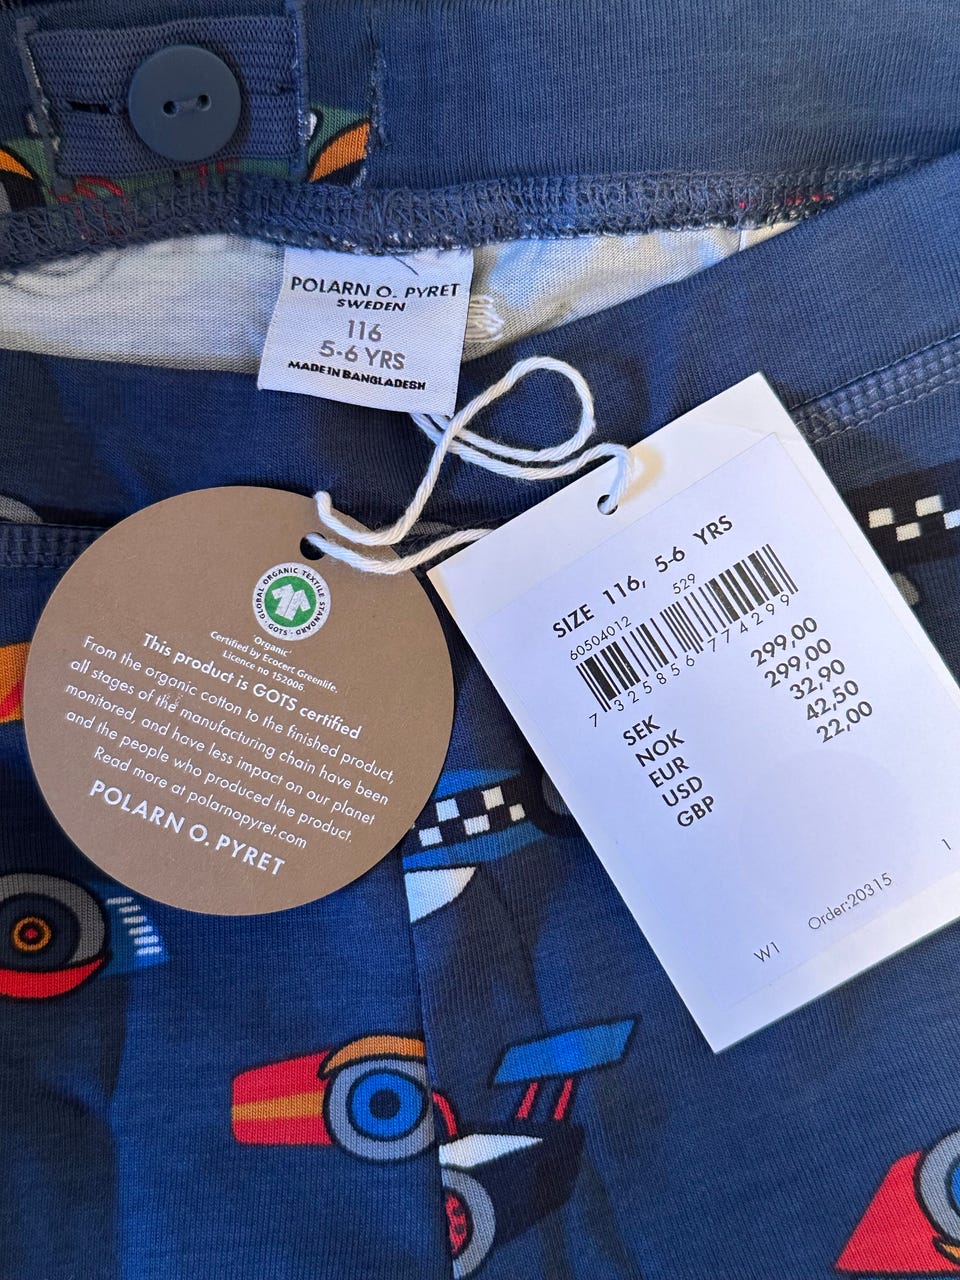 POLARN O. PYRET
SWEDEN
116
5-6 YRS
MADE IN BANGLADESH
GLOBAL ORGANIC TEXTILE STANDARD · GOTS ·
'Organic'
Certified by Ecocert Greenlife.
Licence no 152006.
This product is GOTS certified
From the organic cotton to the finished product,
all stages of the manufacturing chain have been
monitored, and have less impact on our planet
and the people who produced the product.
Read more at polarnopyret.com
POLARN O. PYRET
SIZE 116, 5-6 YRS
60504012 529
7 325856 774299
SEK 299,00
NOK 299,00
EUR 32,90
USD 42,50
GBP 22,00
W1 Order:20315 1